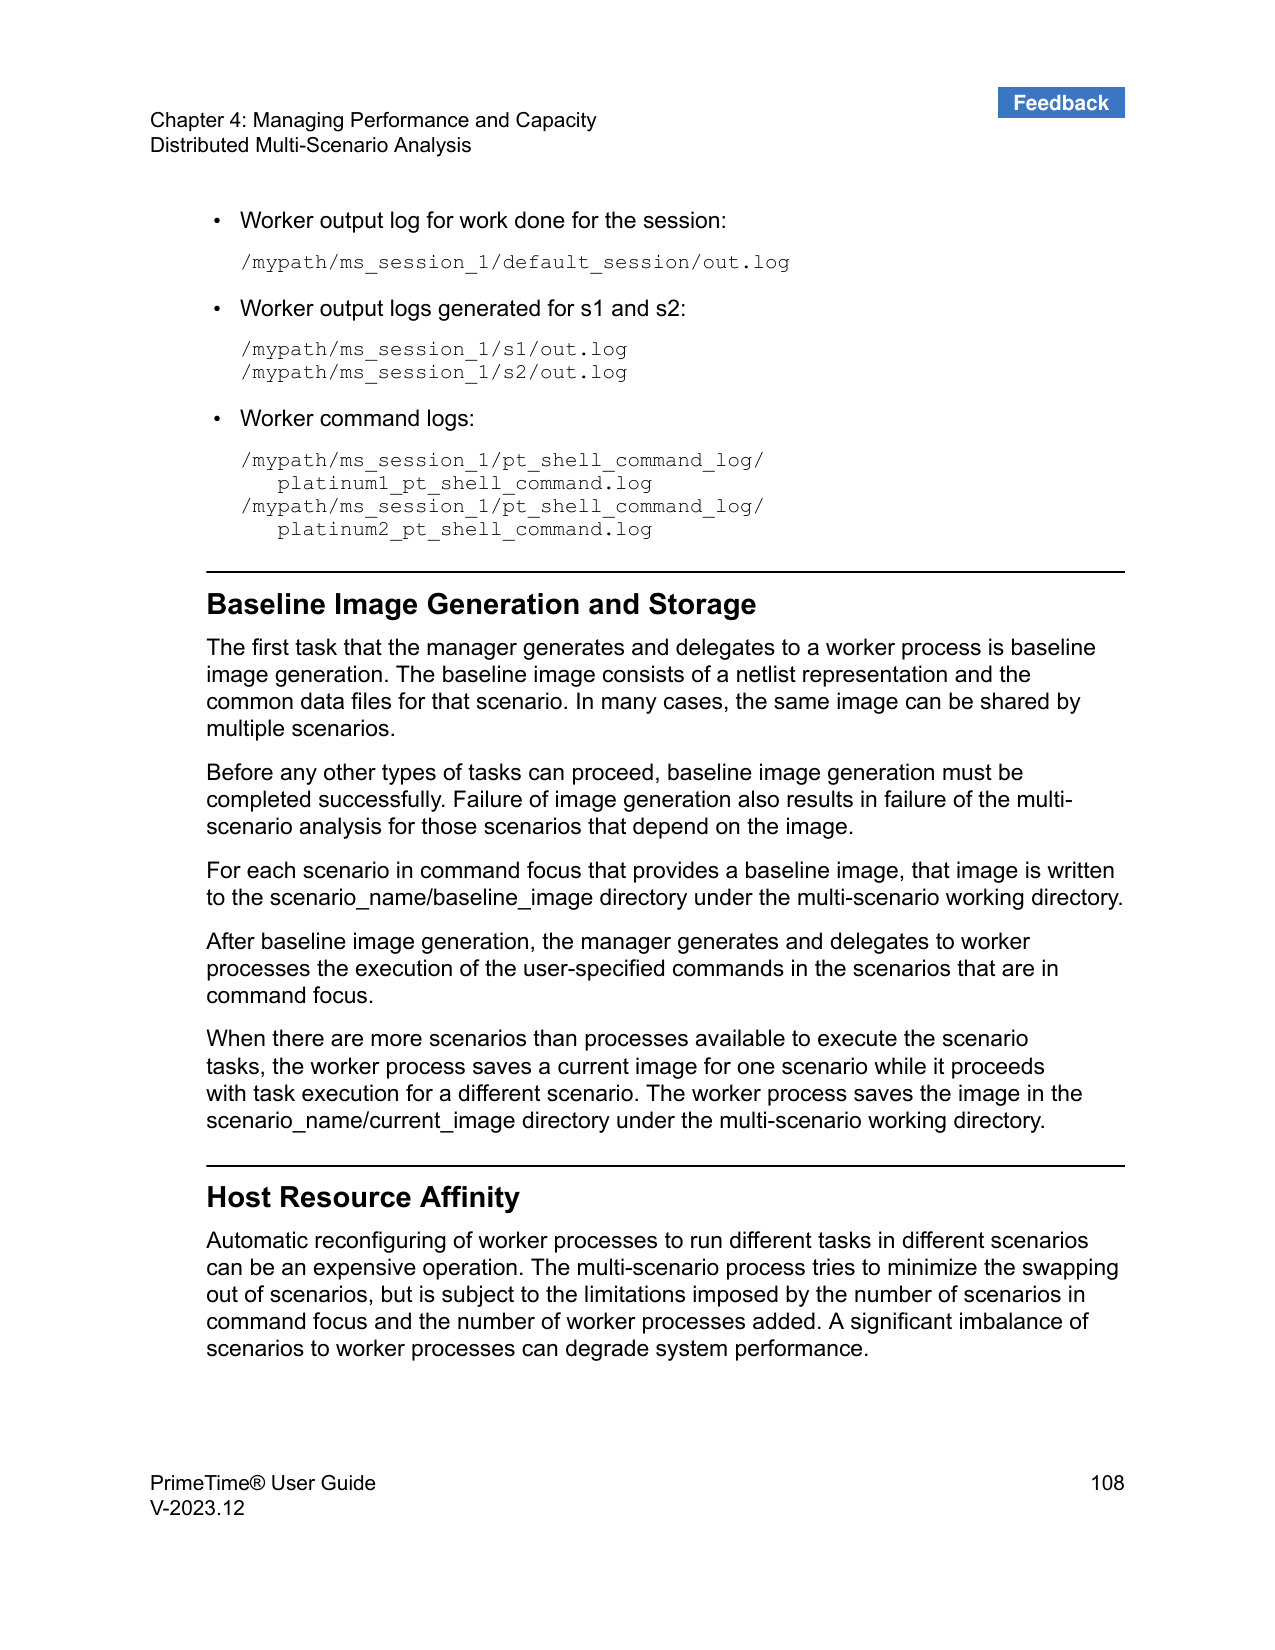 Feedback
Chapter 4: Managing Performance and Capacity
Distributed Multi-Scenario Analysis
• Worker output log for work done for the session:
/mypath/ms_session_1/default_session/out.log
• Worker output logs generated for s1 and s2:
/mypath/ms_session_1/s1/out.log
/mypath/ms_session_1/s2/out.log
• Worker command logs:
/mypath/ms_session_1/pt_shell_command_log/
platinum1_pt_shell_command.log
/mypath/ms_session_1/pt_shell_command_log/
platinum2_pt_shell_command.log
Baseline Image Generation and Storage
The first task that the manager generates and delegates to a worker process is baseline
image generation. The baseline image consists of a netlist representation and the
common data files for that scenario. In many cases, the same image can be shared by
multiple scenarios.
Before any other types of tasks can proceed, baseline image generation must be
completed successfully. Failure of image generation also results in failure of the multi-
scenario analysis for those scenarios that depend on the image.
For each scenario in command focus that provides a baseline image, that image is written
to the scenario_name/baseline_image directory under the multi-scenario working directory.
After baseline image generation, the manager generates and delegates to worker
processes the execution of the user-specified commands in the scenarios that are in
command focus.
When there are more scenarios than processes available to execute the scenario
tasks, the worker process saves a current image for one scenario while it proceeds
with task execution for a different scenario. The worker process saves the image in the
scenario_name/current_image directory under the multi-scenario working directory.
Host Resource Affinity
Automatic reconfiguring of worker processes to run different tasks in different scenarios
can be an expensive operation. The multi-scenario process tries to minimize the swapping
out of scenarios, but is subject to the limitations imposed by the number of scenarios in
command focus and the number of worker processes added. A significant imbalance of
scenarios to worker processes can degrade system performance.
PrimeTime® User Guide
V-2023.12
108